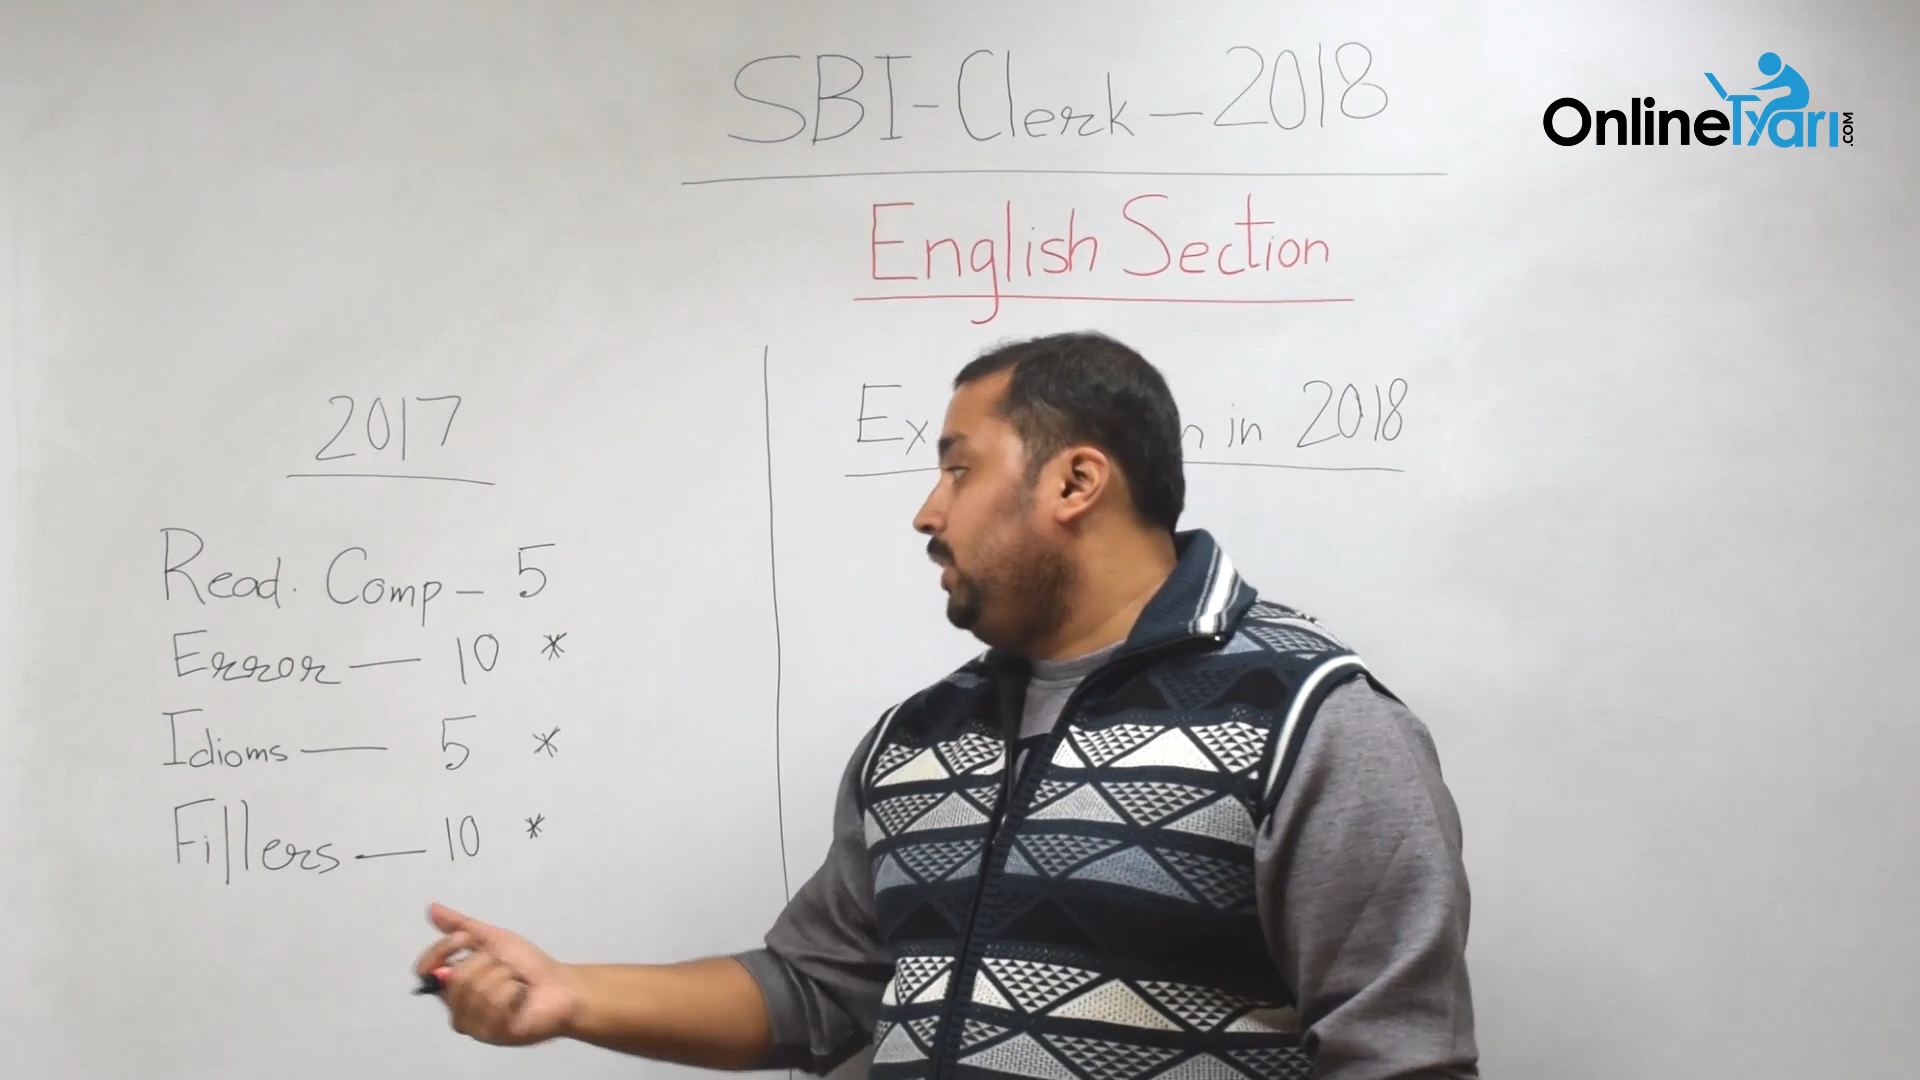 SBI-Clerk-2018
OnlineTyari.COM
English Section
2017
in 2018
Read. Comp - 5
Error — 10 *
Idioms — 5 *
Fillers — 10 *